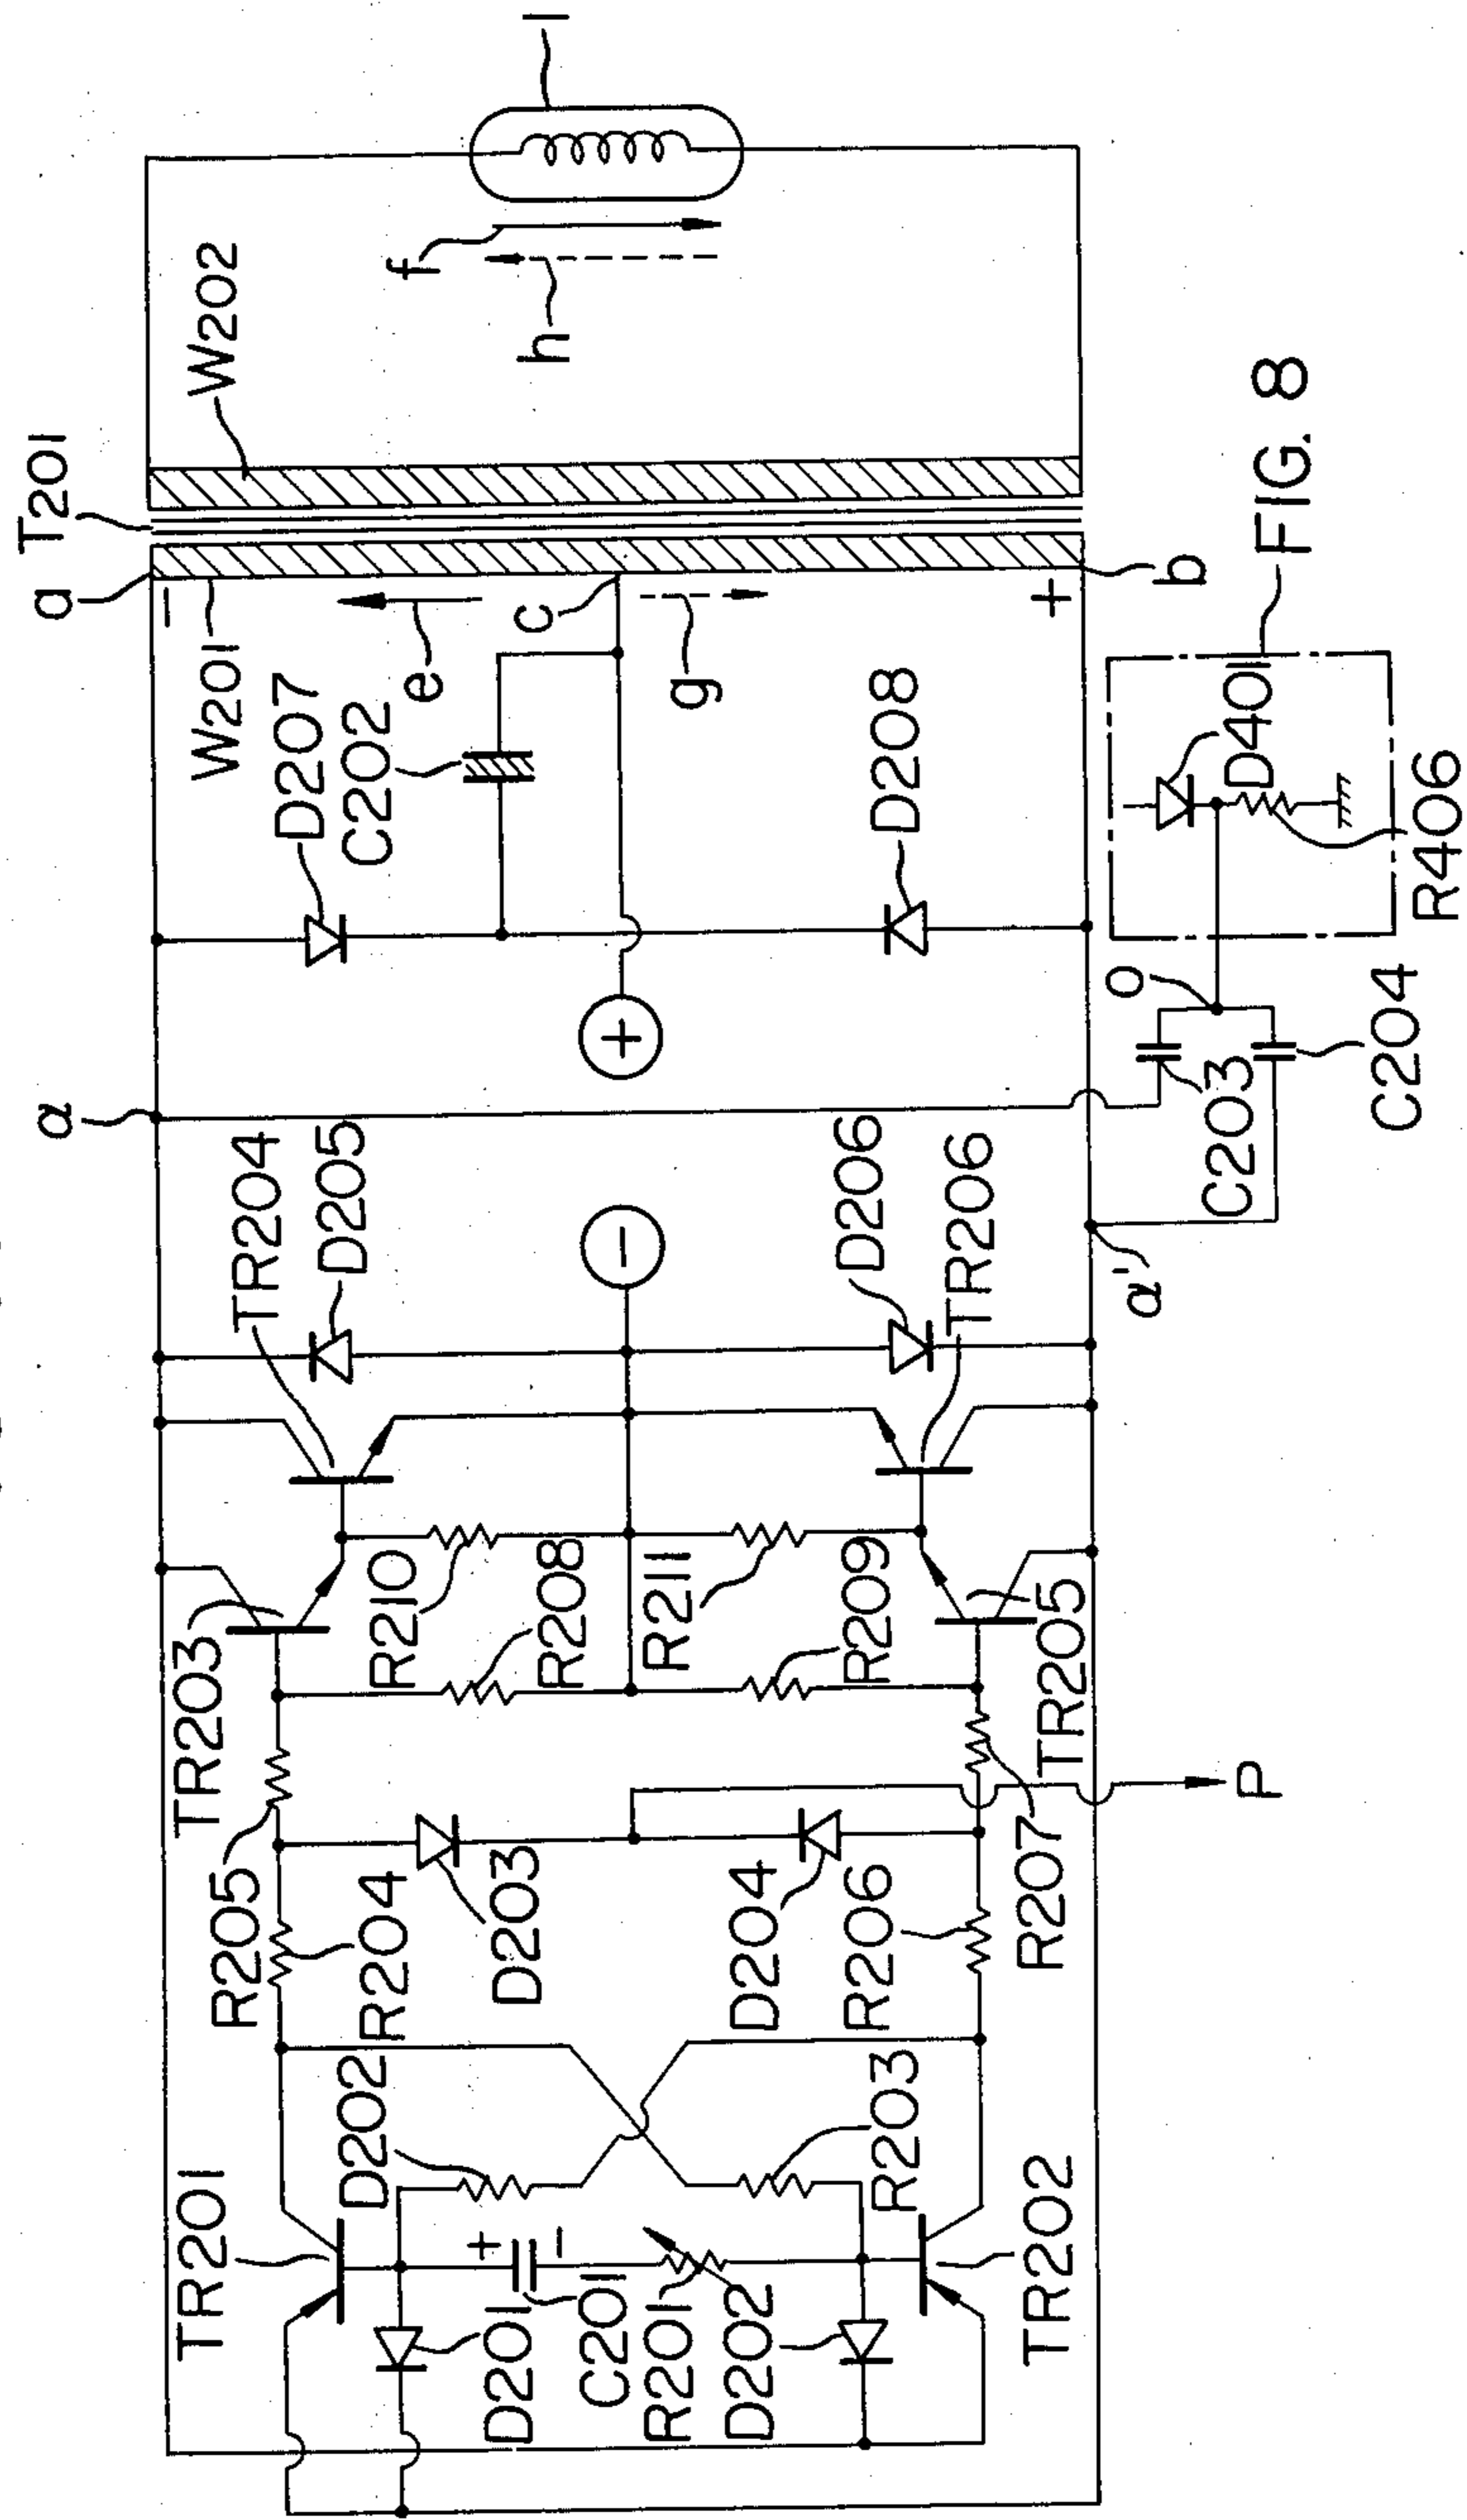 TR201
D202
R205
R204
TR203
R210
TR204
D205
α
a
T201
W201
D207
C202
e
c
W202
f
h
l
D201
C201
R201
D202
+
−
D203
D204
R208
R211
−
+
−
+
g
D208
b
R203
R206
R209
D206
TR206
TR202
R207
TR205
P
α'
C203
C204
O
D401
R406
FIG. 8